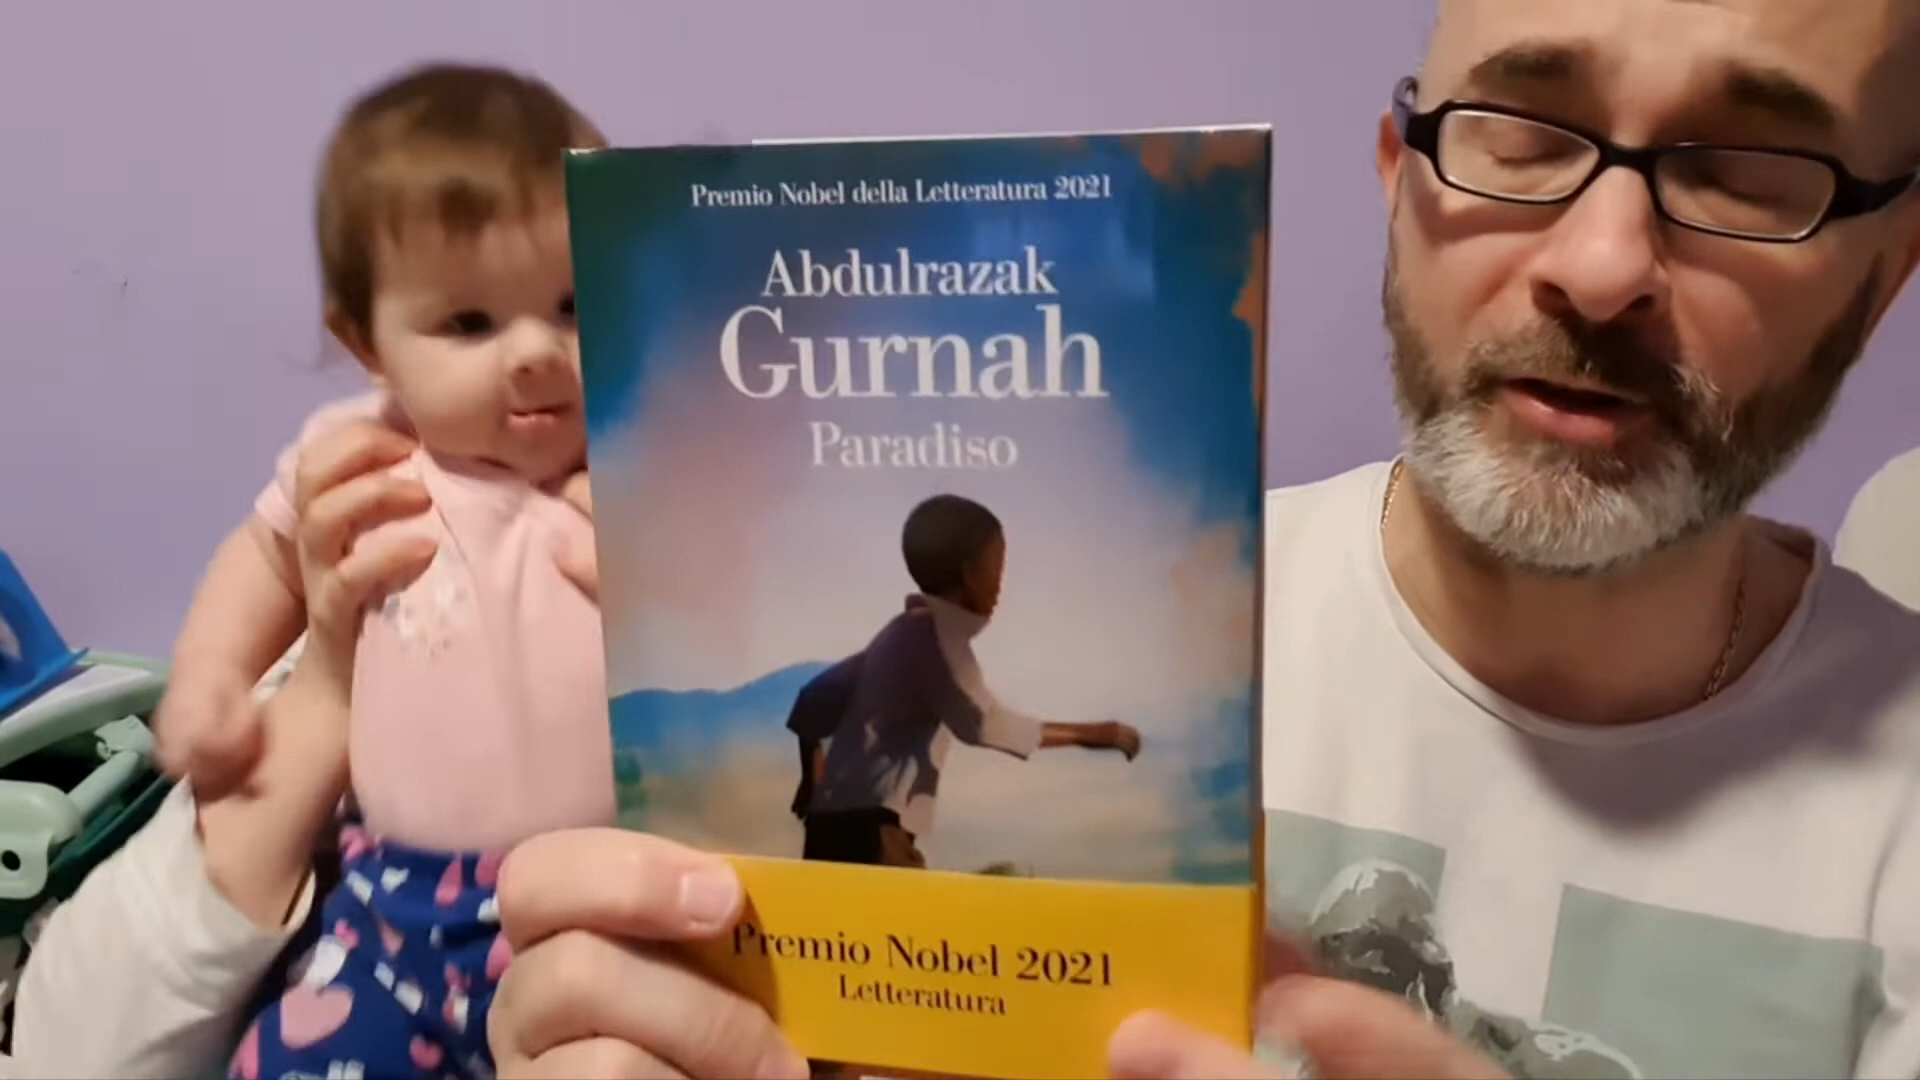 Premio Nobel della Letteratura 2021
Abdulrazak
Gurnah
Paradiso
Premio Nobel 2021
Letteratura